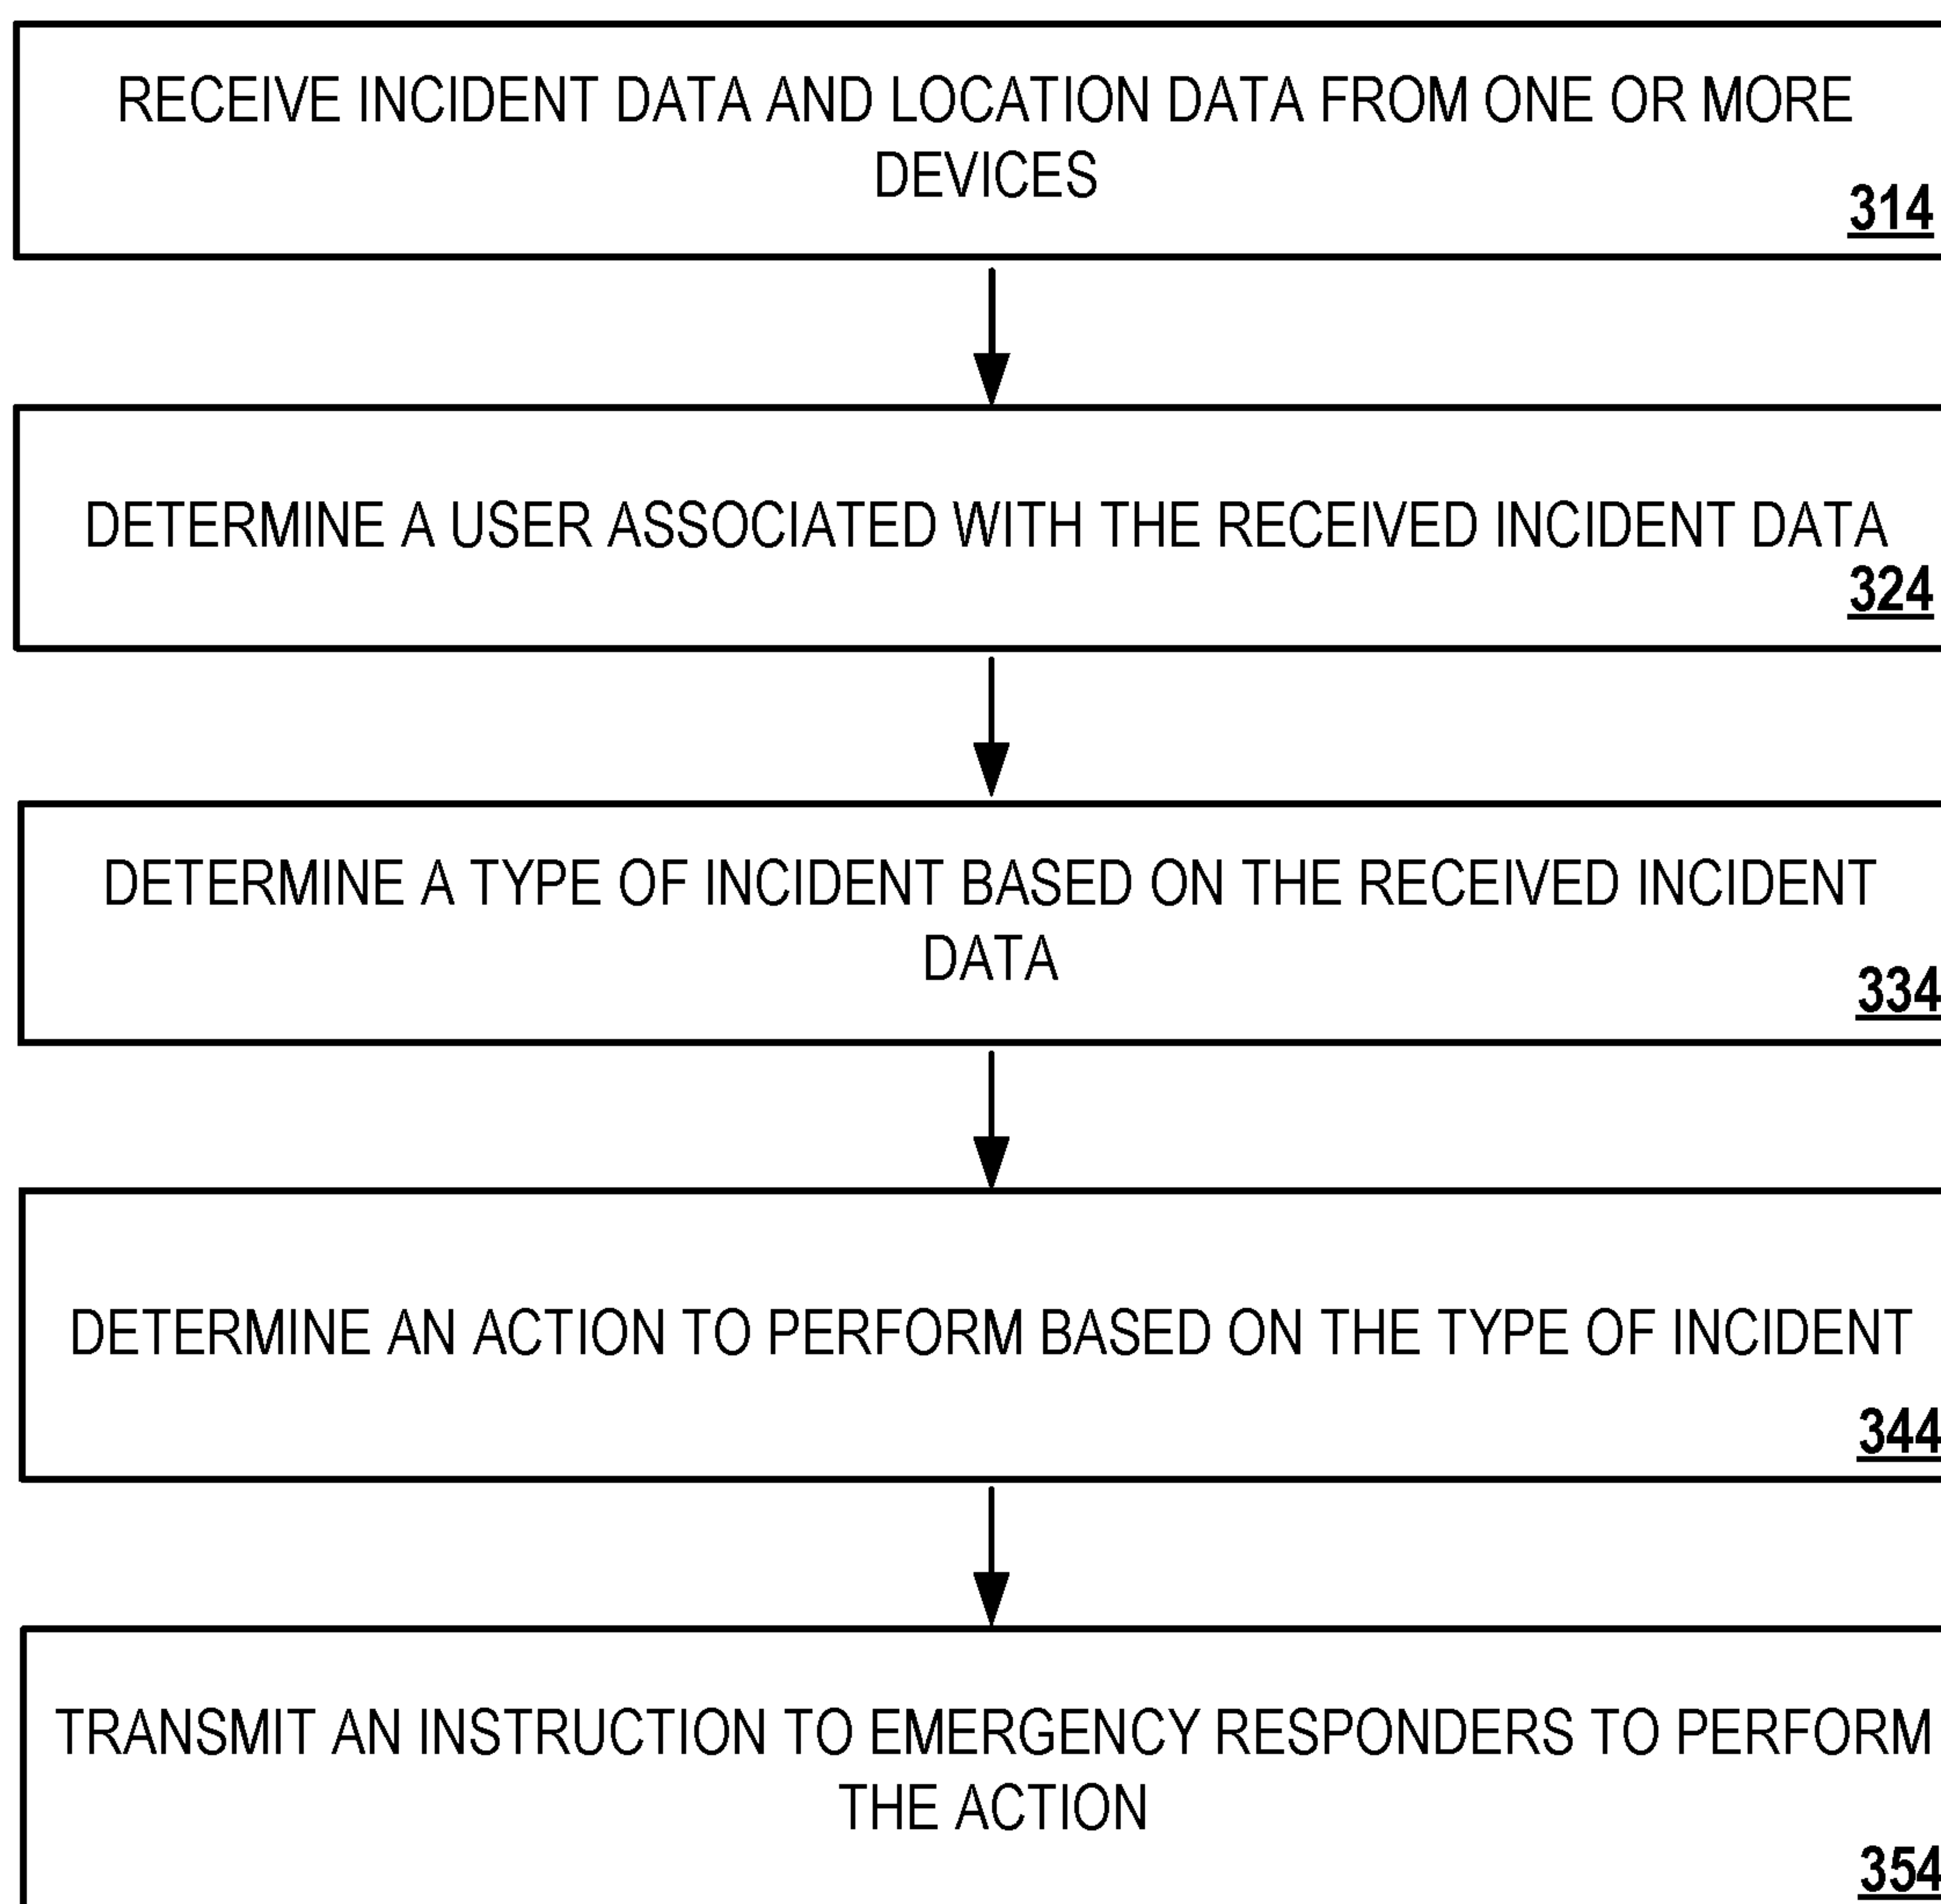 RECEIVE INCIDENT DATA AND LOCATION DATA FROM ONE OR MORE
DEVICES
314
DETERMINE A USER ASSOCIATED WITH THE RECEIVED INCIDENT DATA
324
DETERMINE A TYPE OF INCIDENT BASED ON THE RECEIVED INCIDENT
DATA
334
DETERMINE AN ACTION TO PERFORM BASED ON THE TYPE OF INCIDENT
344
TRANSMIT AN INSTRUCTION TO EMERGENCY RESPONDERS TO PERFORM
THE ACTION
354